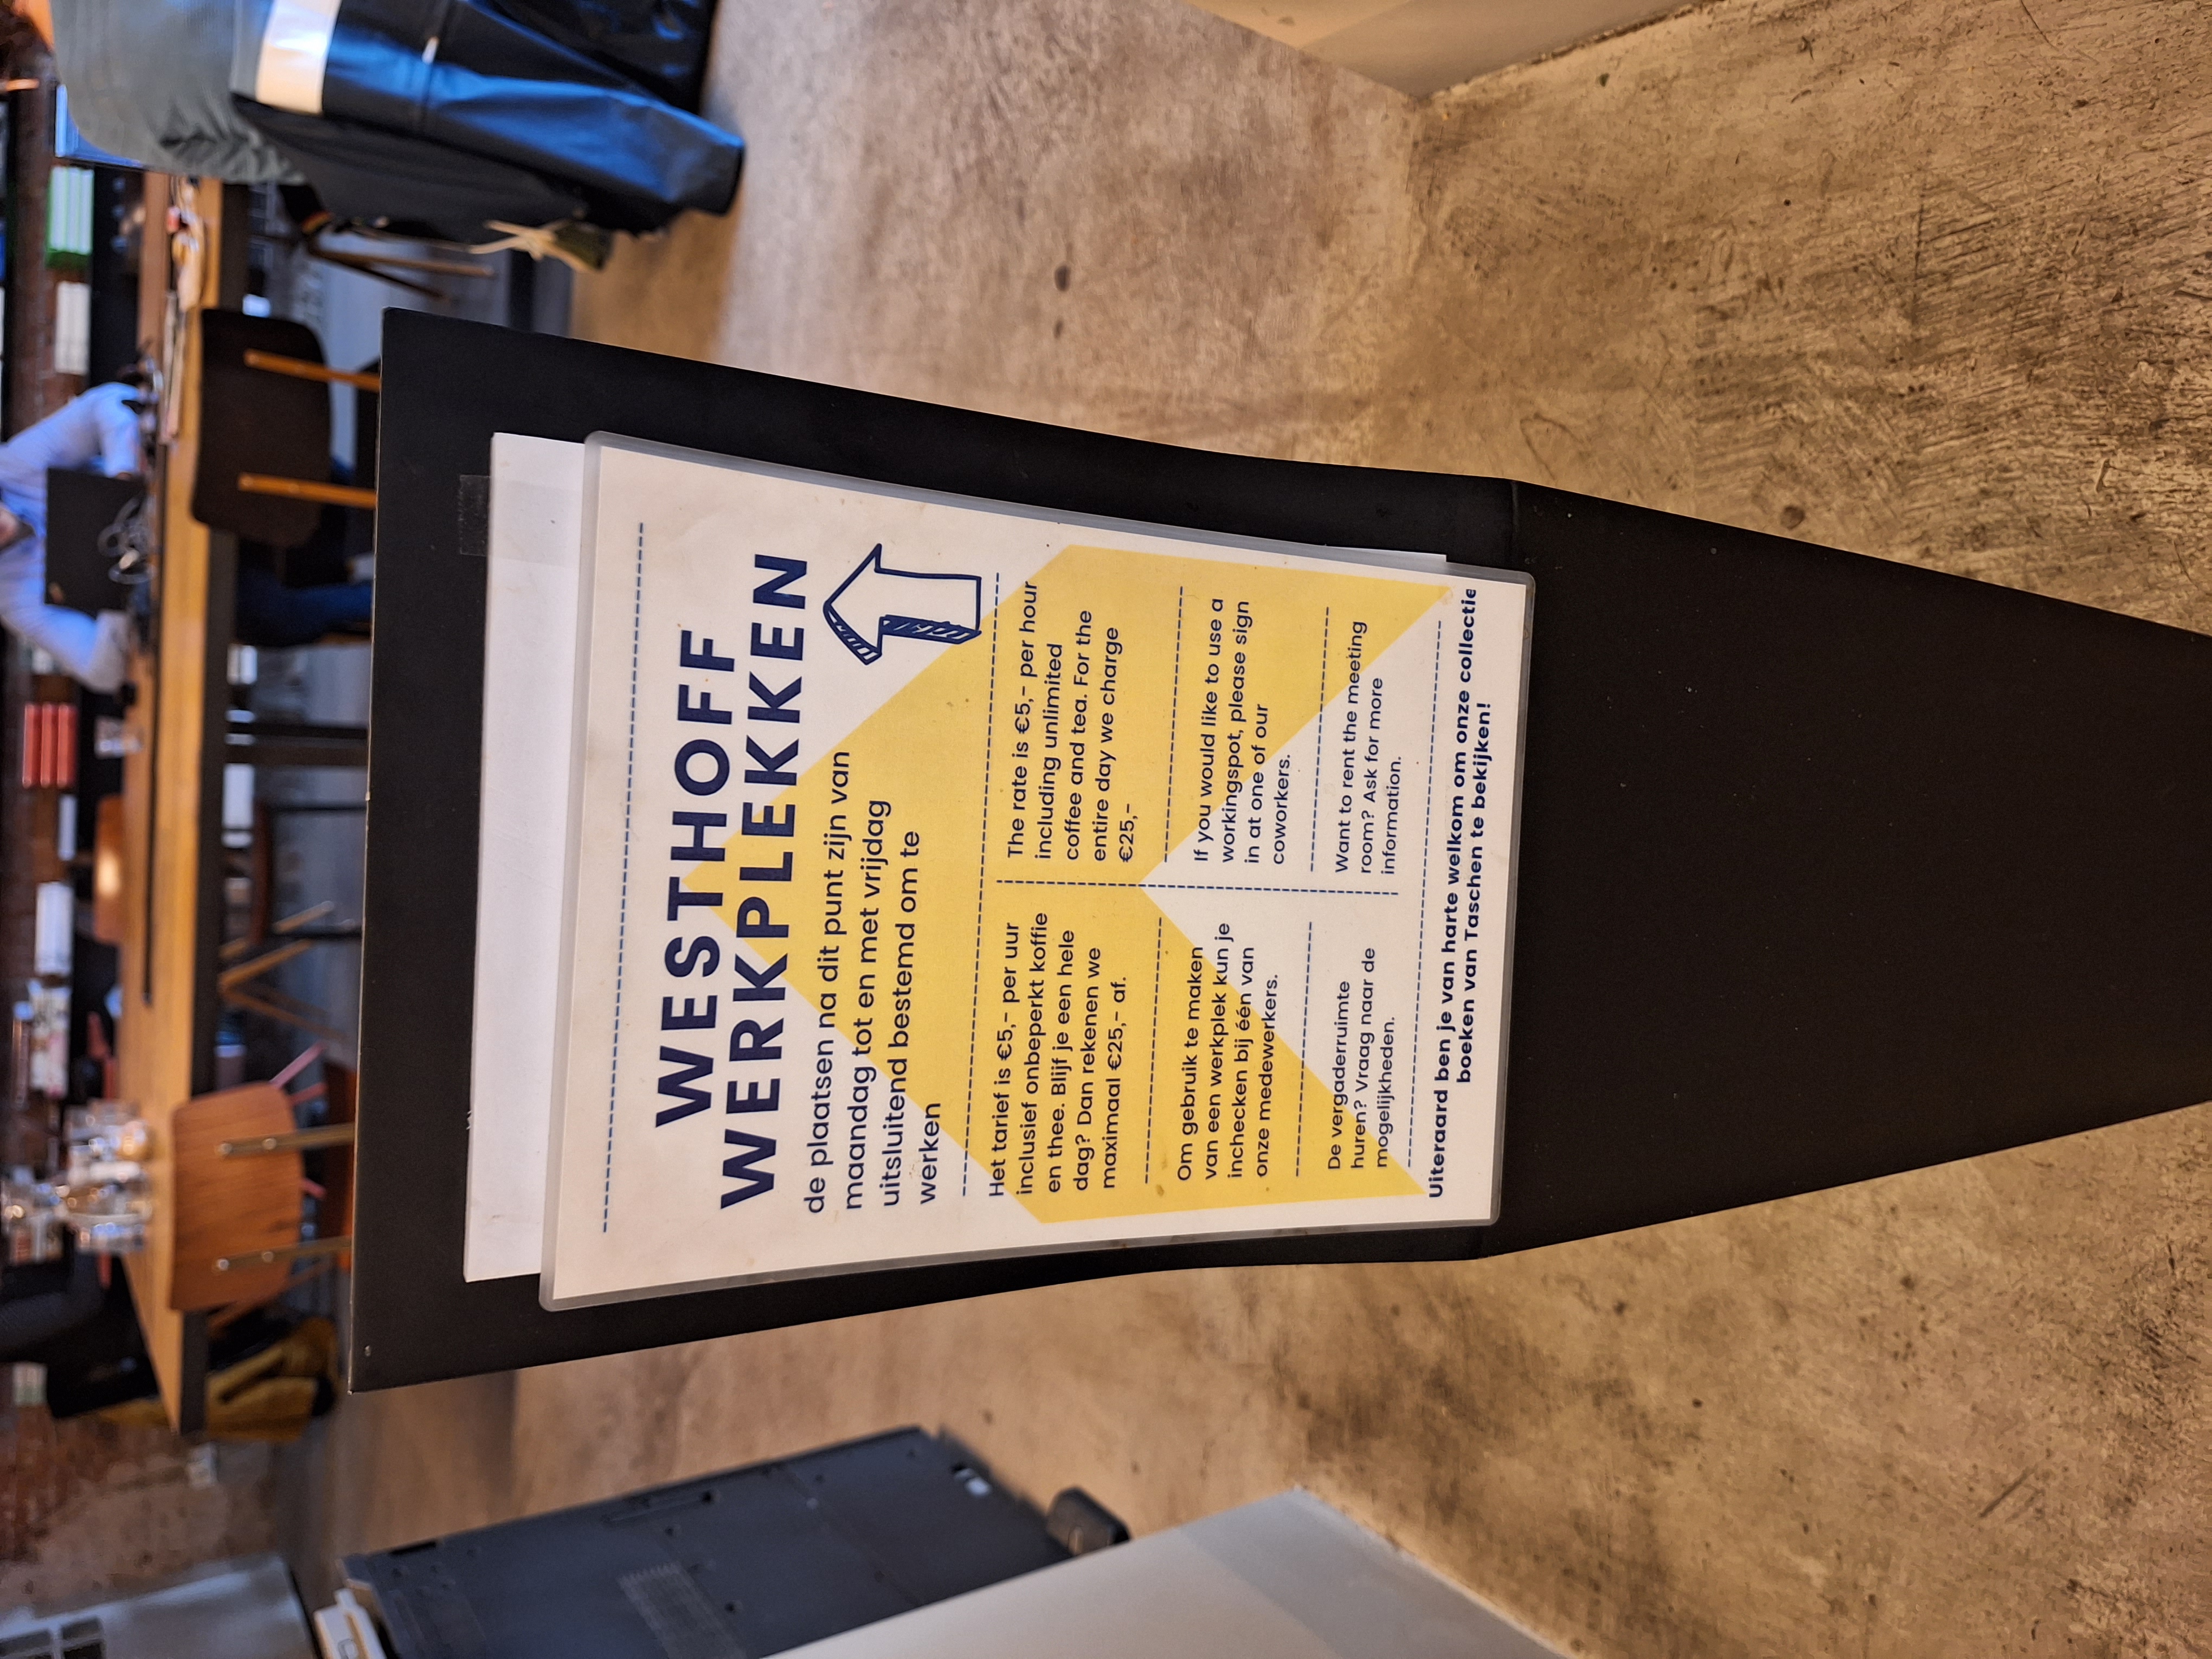 WESTHOFF
WERKPLEKKEN
de plaatsen na dit punt zijn van
maandag tot en met vrijdag
uitsluitend bestemd om te
werken
Het tarief is €5,- per uur
inclusief onbeperkt koffie
en thee. Blijf je een hele
dag? Dan rekenen we
maximaal €25,- af.
Om gebruik te maken
van een werkplek kun je
inchecken bij één van
onze medewerkers.
De vergaderruimte
huren? Vraag naar de
mogelijkheden.
The rate is €5,- per hour
including unlimited
coffee and tea. For the
entire day we charge
€25,-
If you would like to use a
workingspot, please sign
in at one of our
coworkers.
Want to rent the meeting
room? Ask for more
information.
Uiteraard ben je van harte welkom om onze collectie
boeken van Taschen te bekijken!